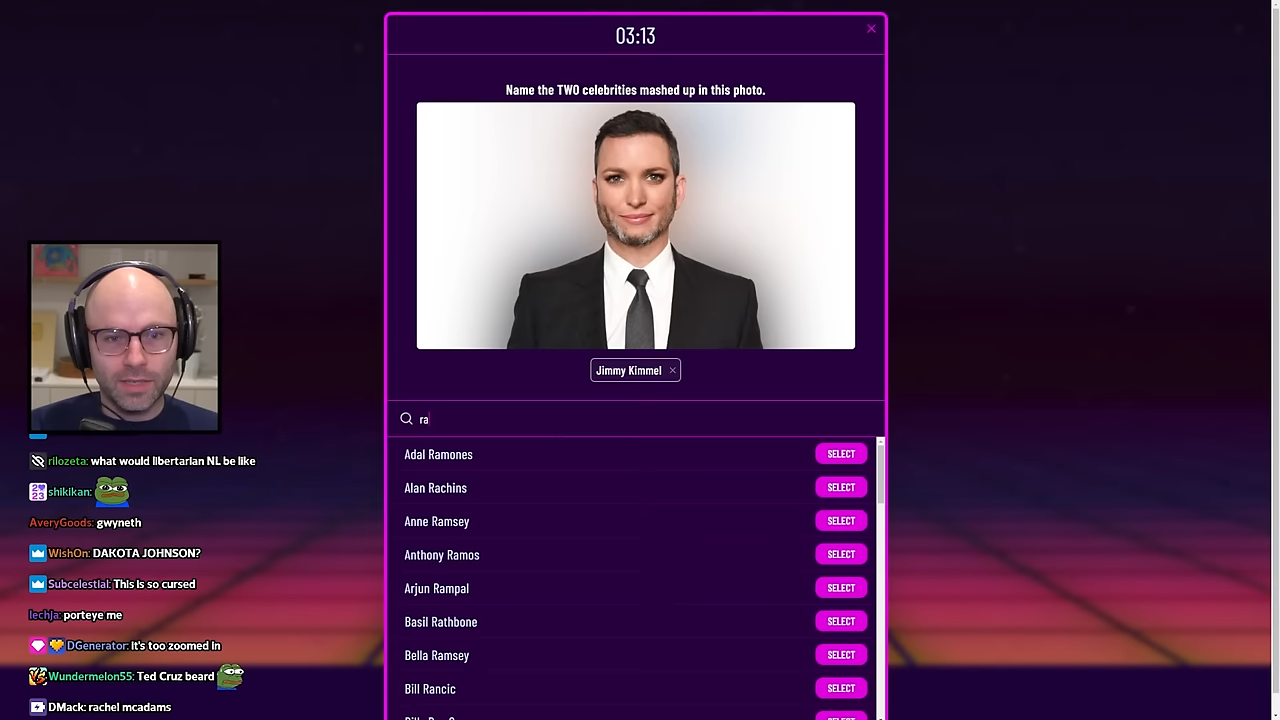 03:13
Name the TWO celebrities mashed up in this photo.
Jimmy Kimmel
ra
Adal Ramones SELECT
Alan Rachins SELECT
Anne Ramsey SELECT
Anthony Ramos SELECT
Arjun Rampal SELECT
Basil Rathbone SELECT
Bella Ramsey SELECT
Bill Rancic SELECT
rilozeta: what would libertarian NL be like
shikikan:
AveryGoods: gwyneth
WishOn: DAKOTA JOHNSON?
Subcelestial: This is so cursed
lechja: porteye me
DGenerator: it's too zoomed in
Wundermelon55: Ted Cruz beard
DMack: rachel mcadams